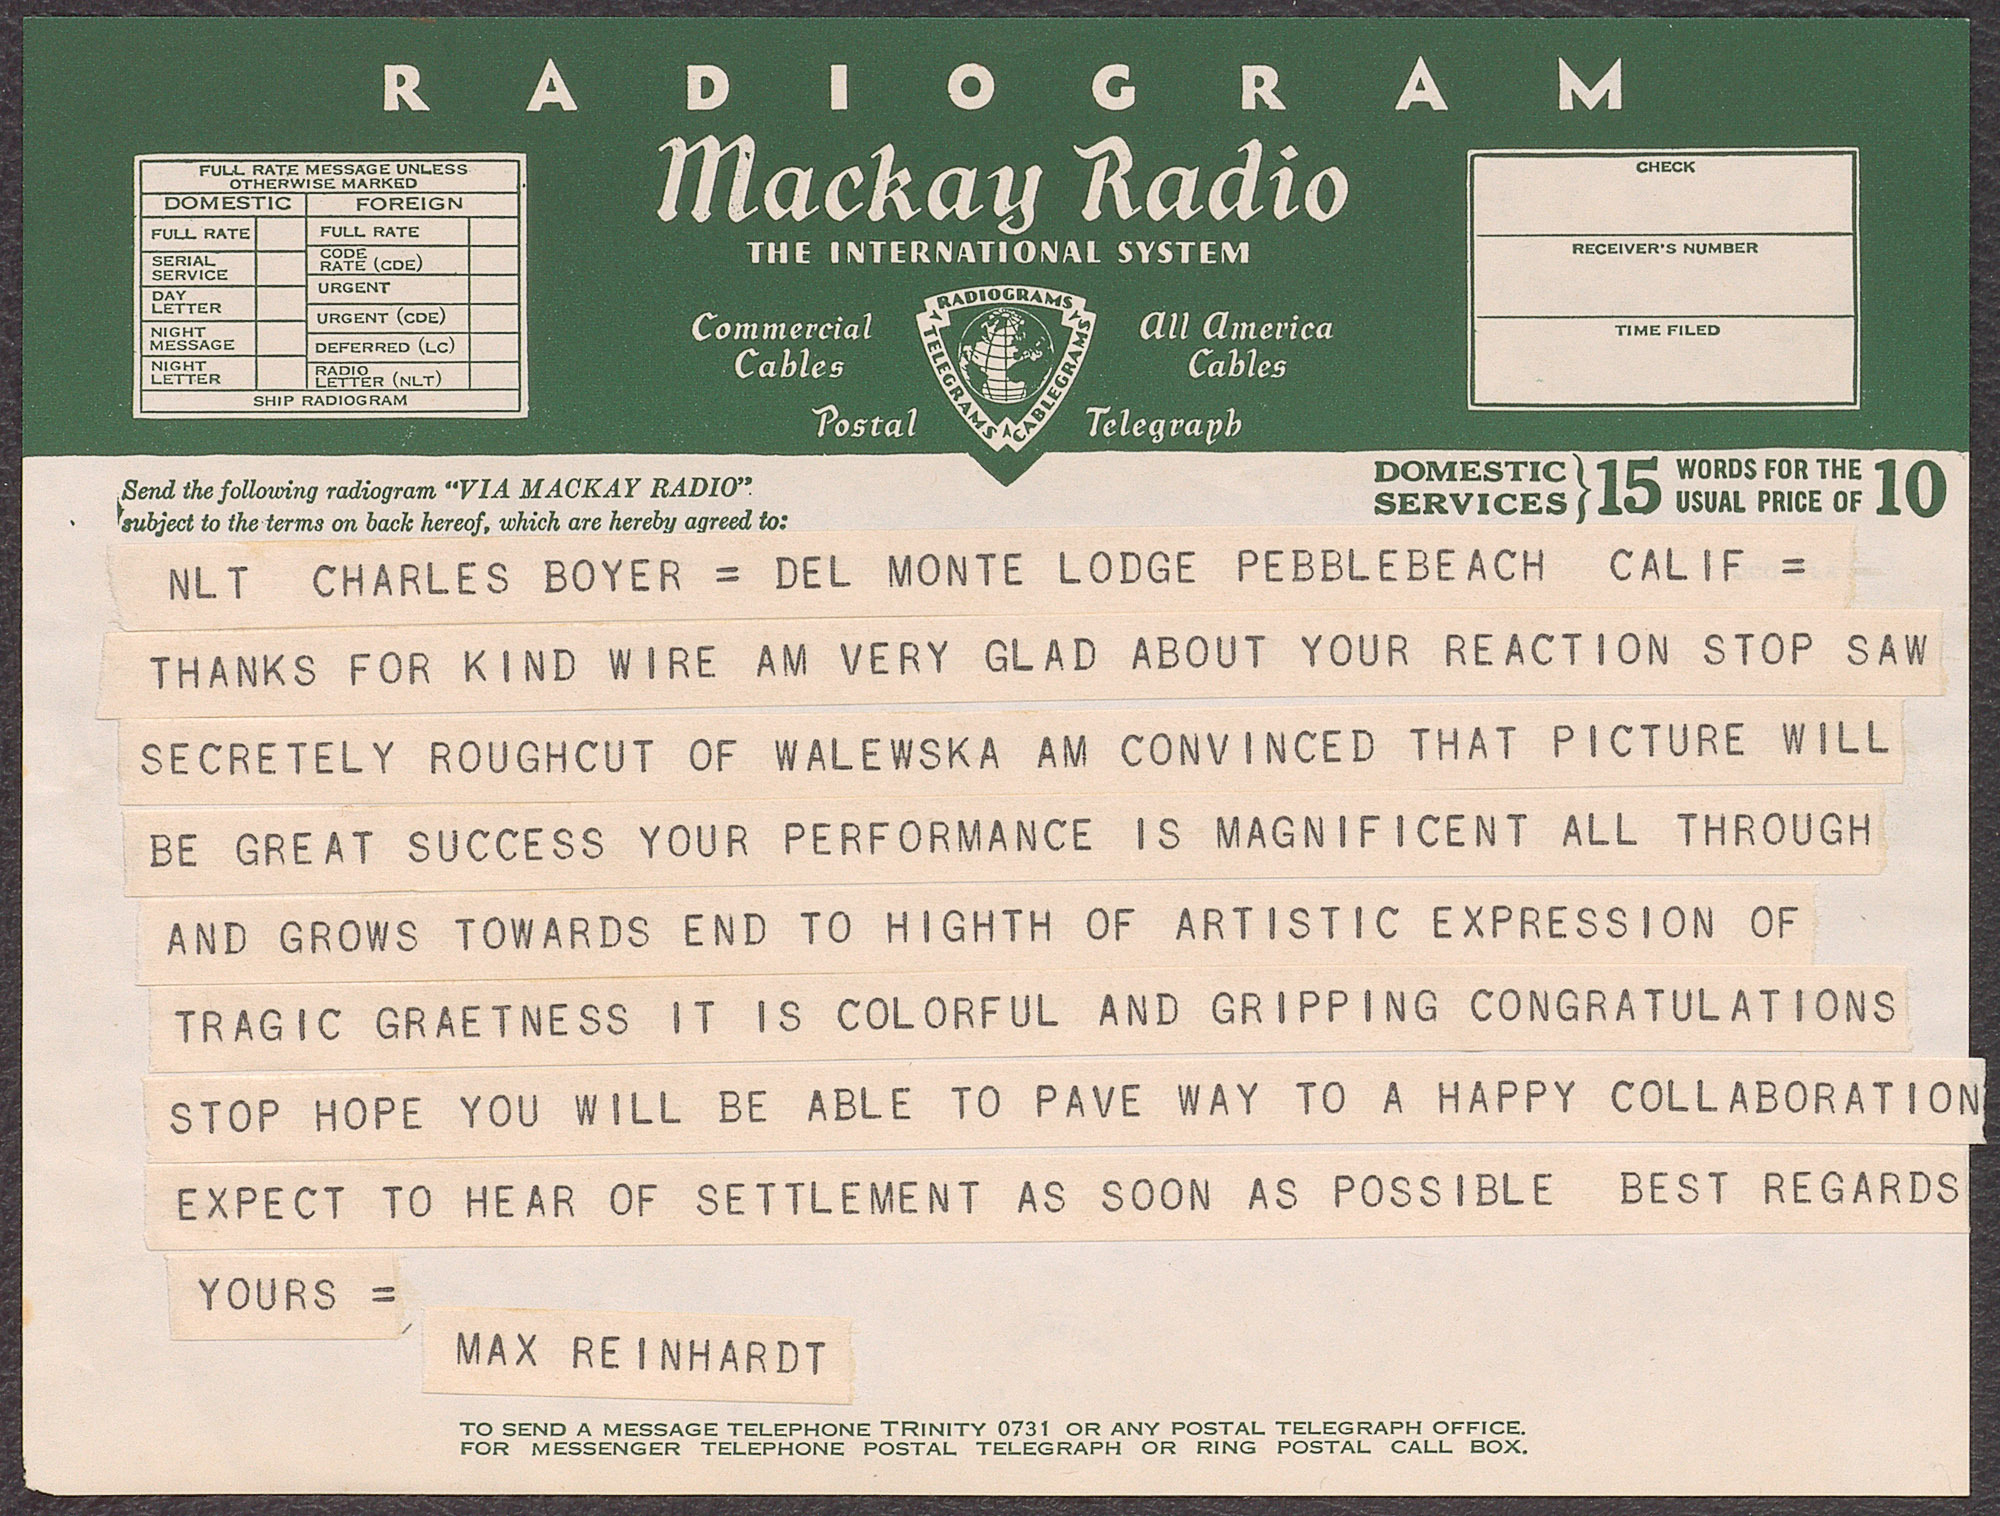 RADIOGRAM
Mackay Radio
THE INTERNATIONAL SYSTEM
Commercial Cables
All America Cables
Postal Telegraph
RADIOGRAMS
TELEGRAMS
CABLEGRAMS
FULL RATE MESSAGE UNLESS
OTHERWISE MARKED
DOMESTIC FOREIGN
FULL RATE
SERIAL SERVICE
DAY LETTER
NIGHT MESSAGE
NIGHT LETTER
FULL RATE
CODE RATE (CDE)
URGENT
URGENT (CDE)
DEFERRED (LC)
RADIO LETTER (NLT)
SHIP RADIOGRAM
CHECK
RECEIVER'S NUMBER
TIME FILED
Send the following radiogram "VIA MACKAY RADIO".
subject to the terms on back hereof, which are hereby agreed to:
DOMESTIC SERVICES } 15 WORDS FOR THE USUAL PRICE OF 10
NLT CHARLES BOYER = DEL MONTE LODGE PEBBLEBEACH CALIF =
THANKS FOR KIND WIRE AM VERY GLAD ABOUT YOUR REACTION STOP SAW
SECRETELY ROUGHCUT OF WALEWSKA AM CONVINCED THAT PICTURE WILL
BE GREAT SUCCESS YOUR PERFORMANCE IS MAGNIFICENT ALL THROUGH
AND GROWS TOWARDS END TO HIGHTH OF ARTISTIC EXPRESSION OF
TRAGIC GRAETNESS IT IS COLORFUL AND GRIPPING CONGRATULATIONS
STOP HOPE YOU WILL BE ABLE TO PAVE WAY TO A HAPPY COLLABORATION
EXPECT TO HEAR OF SETTLEMENT AS SOON AS POSSIBLE BEST REGARDS
YOURS =
MAX REINHARDT
TO SEND A MESSAGE TELEPHONE TRINITY 0731 OR ANY POSTAL TELEGRAPH OFFICE.
FOR MESSENGER TELEPHONE POSTAL TELEGRAPH OR RING POSTAL CALL BOX.